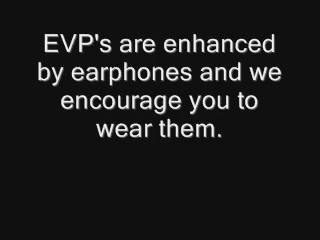 EVP's are enhanced
by earphones and we
encourage you to
wear them.